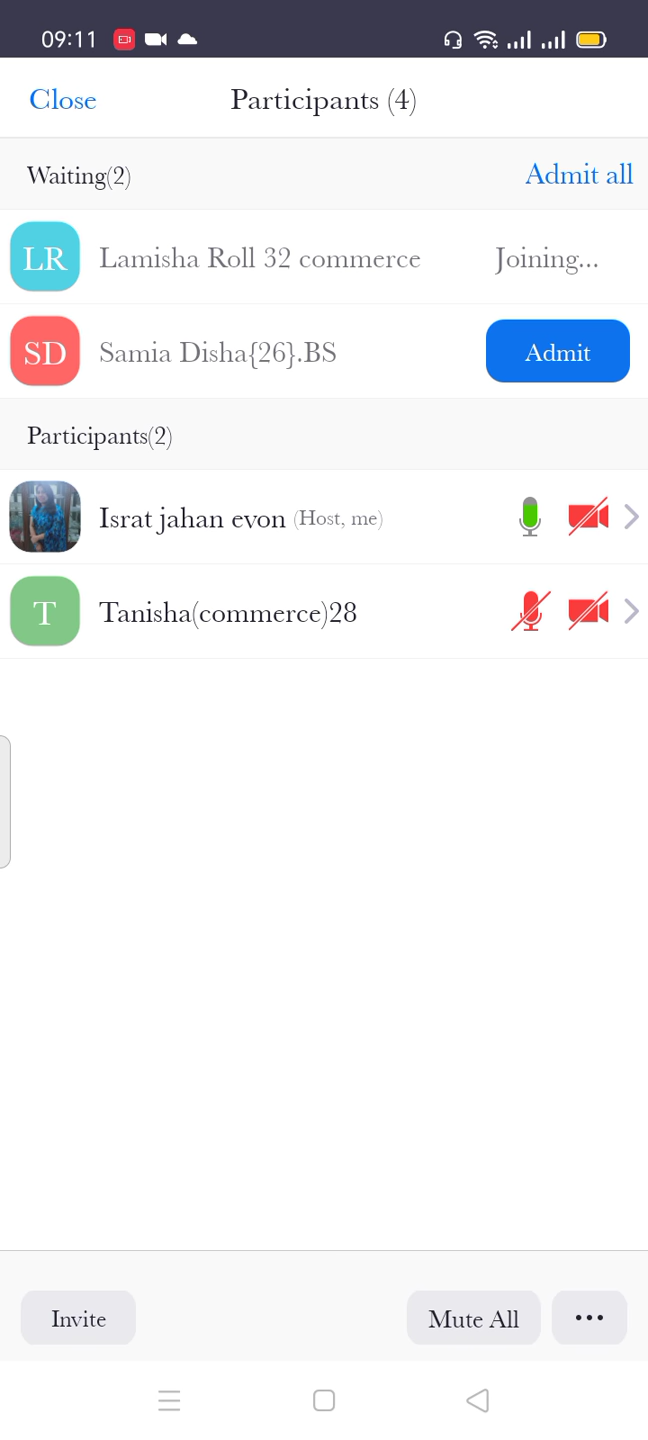 09:11
Close Participants (4)
Waiting(2) Admit all
LR Lamisha Roll 32 commerce Joining...
SD Samia Disha{26}.BS Admit
Participants(2)
Israt jahan evon (Host, me)
T Tanisha(commerce)28
Invite Mute All ...